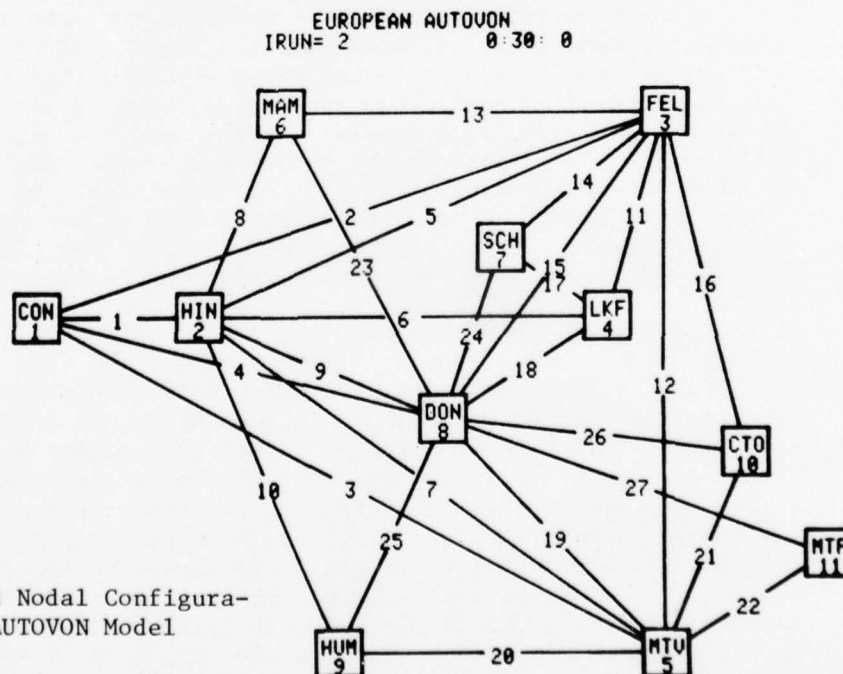 EUROPEAN AUTOVON
IRUN= 2 0:30: 0
MAM
6
13
FEL
3
8
2
5
14
11
SCH
7
23
15
17
16
CON
1
1
HIN
2
6
LKF
4
24
4
9
18
12
DON
8
26
CTO
10
10
3
7
27
25
19
21
MTP
11
22
Nodal Configura-
AUTOVON Model
HUM
9
20
MTV
5